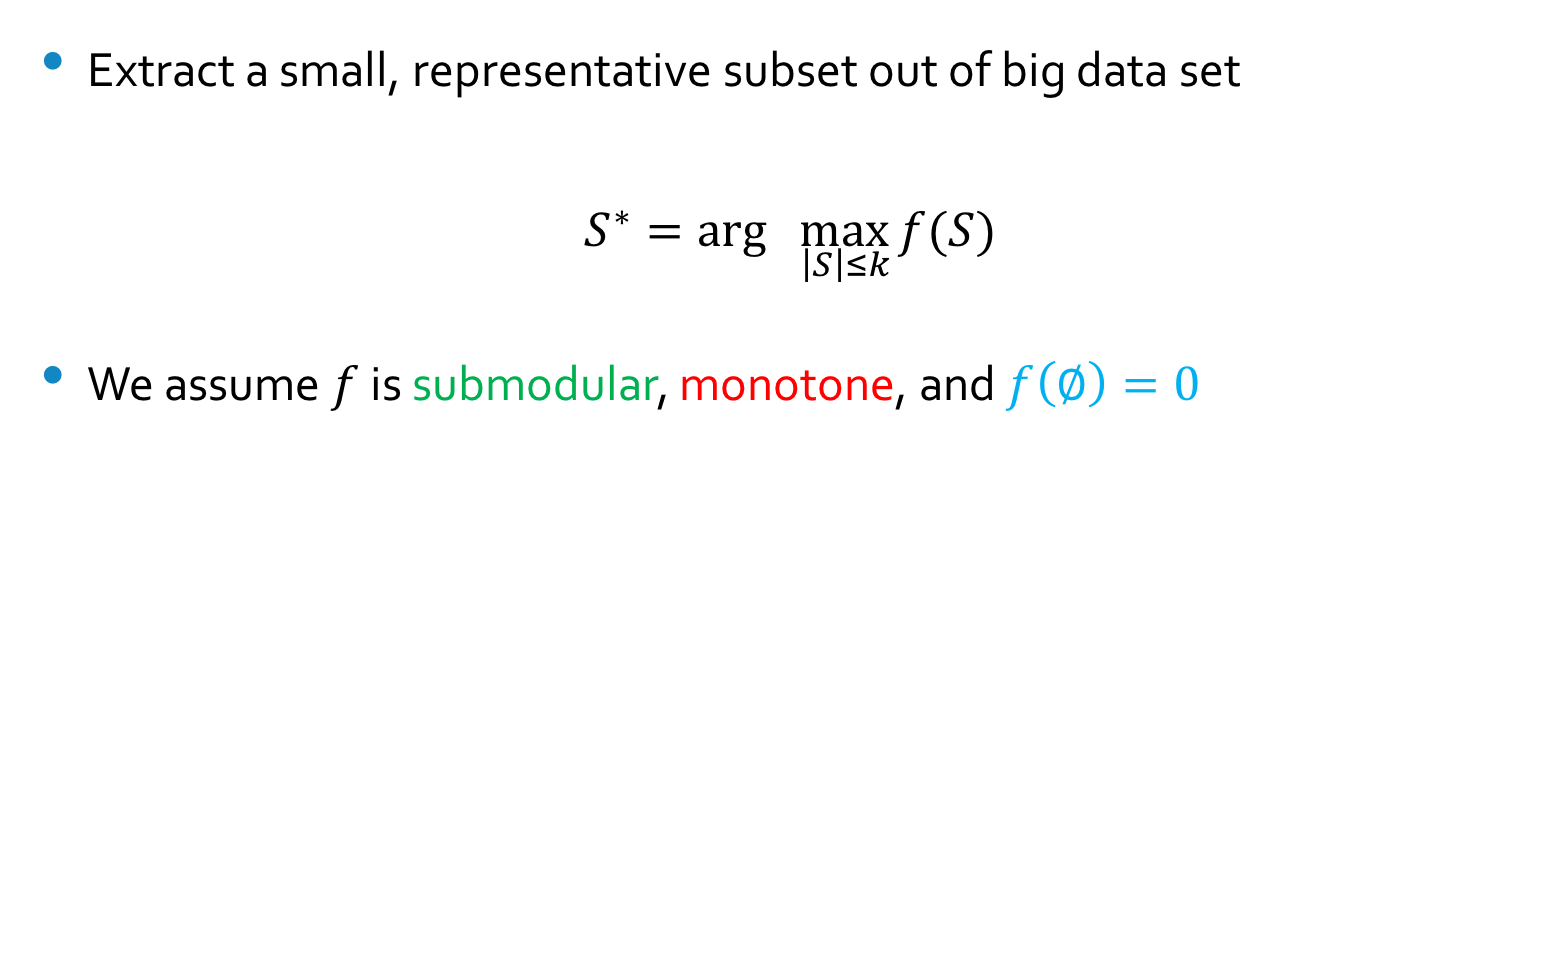 • Extract a small, representative subset out of big data set
S* = arg max f(S)
|S|≤k
• We assume f is submodular, monotone, and f(∅) = 0